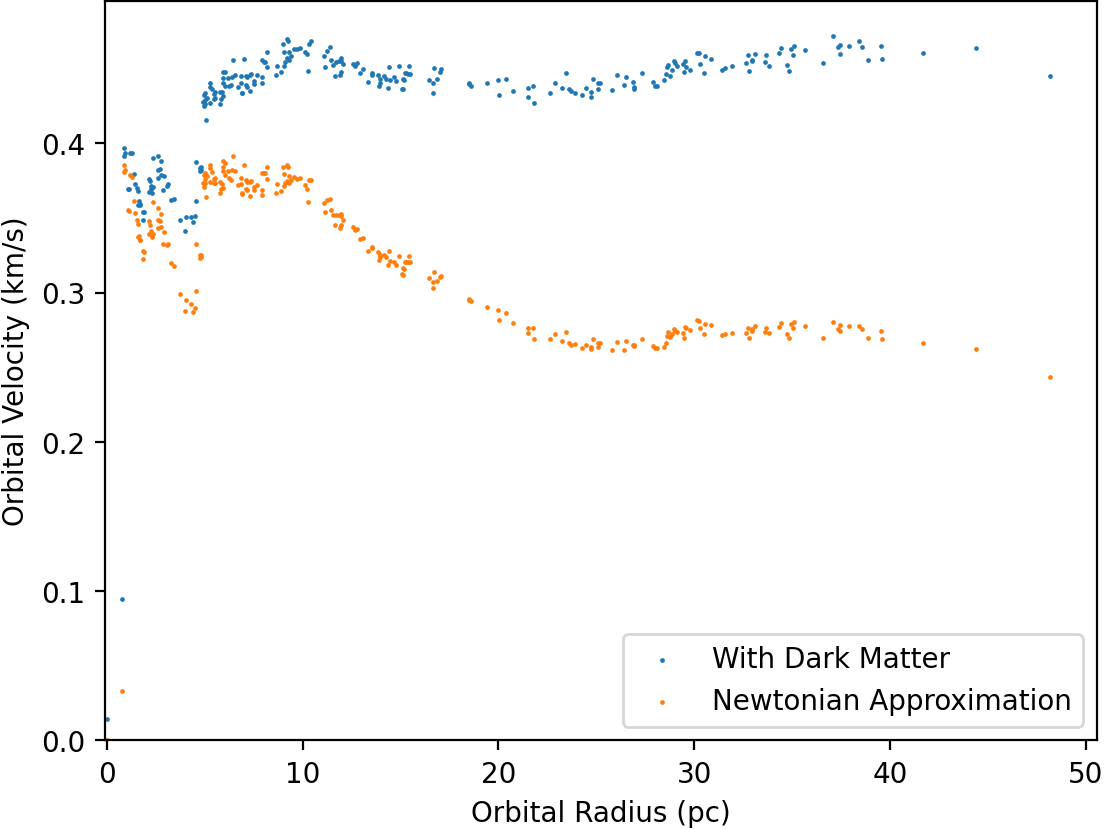 Orbital Velocity (km/s)
0.4
0.3
0.2
0.1
0.0
With Dark Matter
Newtonian Approximation
0 10 20 30 40 50
Orbital Radius (pc)